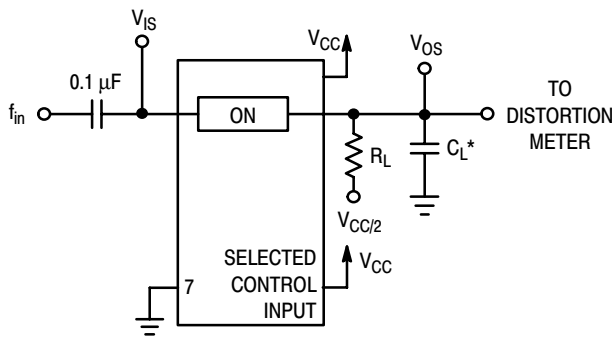 V_IS
V_CC
V_OS
0.1 μF
f_in
ON
TO
DISTORTION
METER
R_L
C_L*
V_CC/2
SELECTED
CONTROL
INPUT
V_CC
7